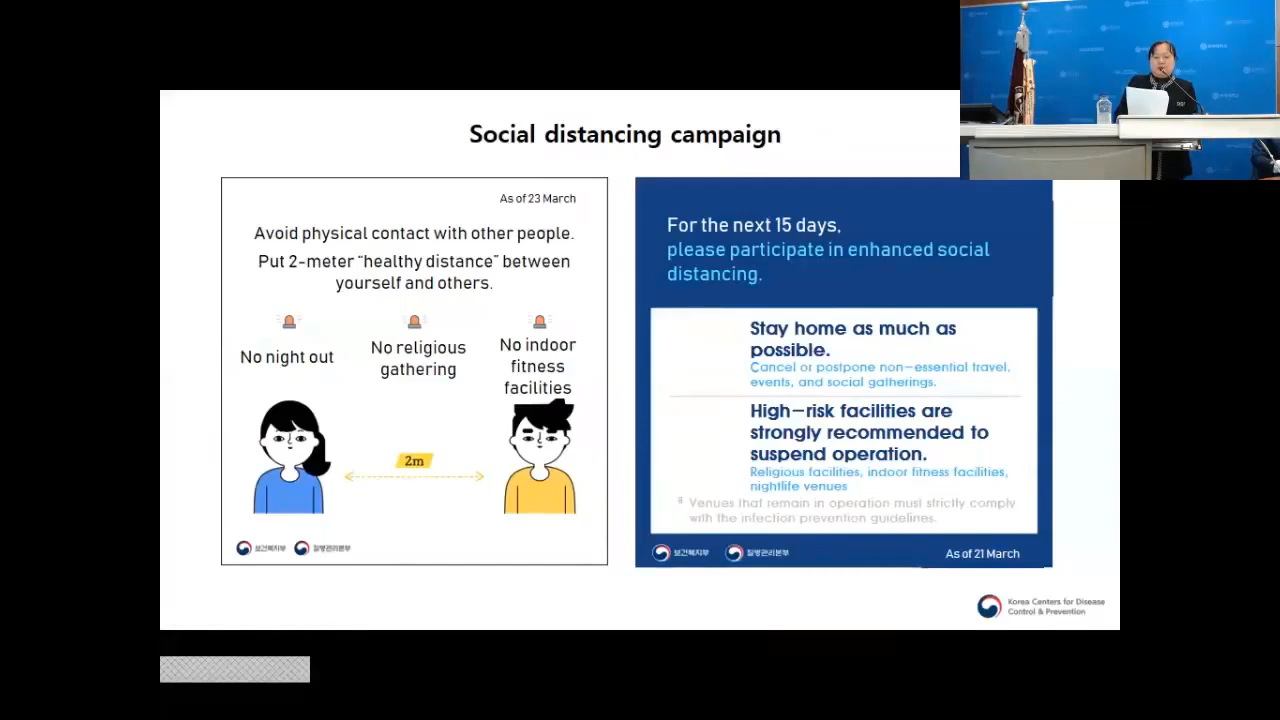 Social distancing campaign
As of 23 March
Avoid physical contact with other people.
Put 2-meter “healthy distance” between
yourself and others.
No night out
No religious
gathering
No indoor
fitness
facilities
2m
보건복지부 질병관리본부
For the next 15 days,
please participate in enhanced social
distancing.
Stay home as much as
possible.
Cancel or postpone non-essential travel,
events, and social gatherings.
High-risk facilities are
strongly recommended to
suspend operation.
Religious facilities, indoor fitness facilities,
nightlife venues
Venues that remain in operation must strictly comply
with the infection prevention guidelines.
보건복지부 질병관리본부
As of 21 March
Korea Centers for Disease
Control & Prevention